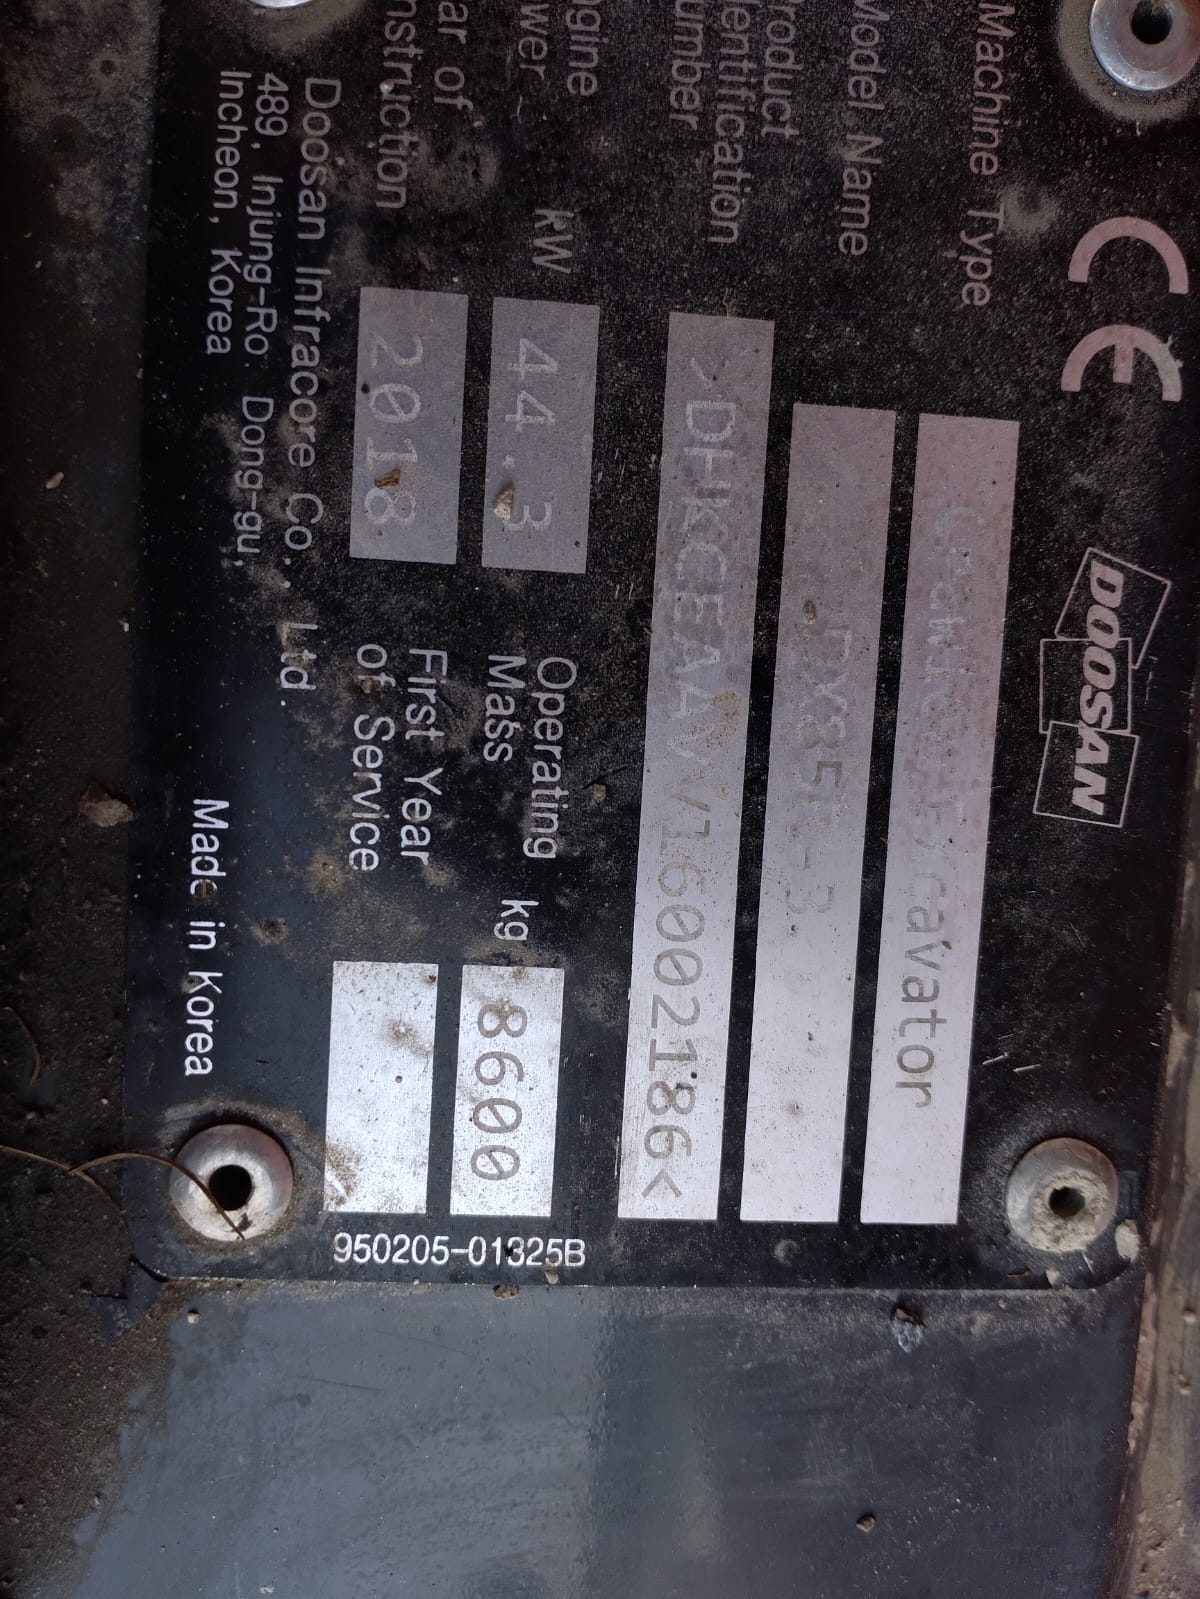 CE
DOOSAN
Machine Type Crawler Excavator
Model Name DX85R-3
Product
Identification
Number >DHKCEAAVV16002186<
Engine
Power kW 44.3
Operating
Mass kg 8600
Year of
Construction 2018
First Year
of Service
Doosan Infracore Co., Ltd.
489, Injung-Ro. Dong-gu,
Incheon, Korea
Made in Korea
950205-01325B